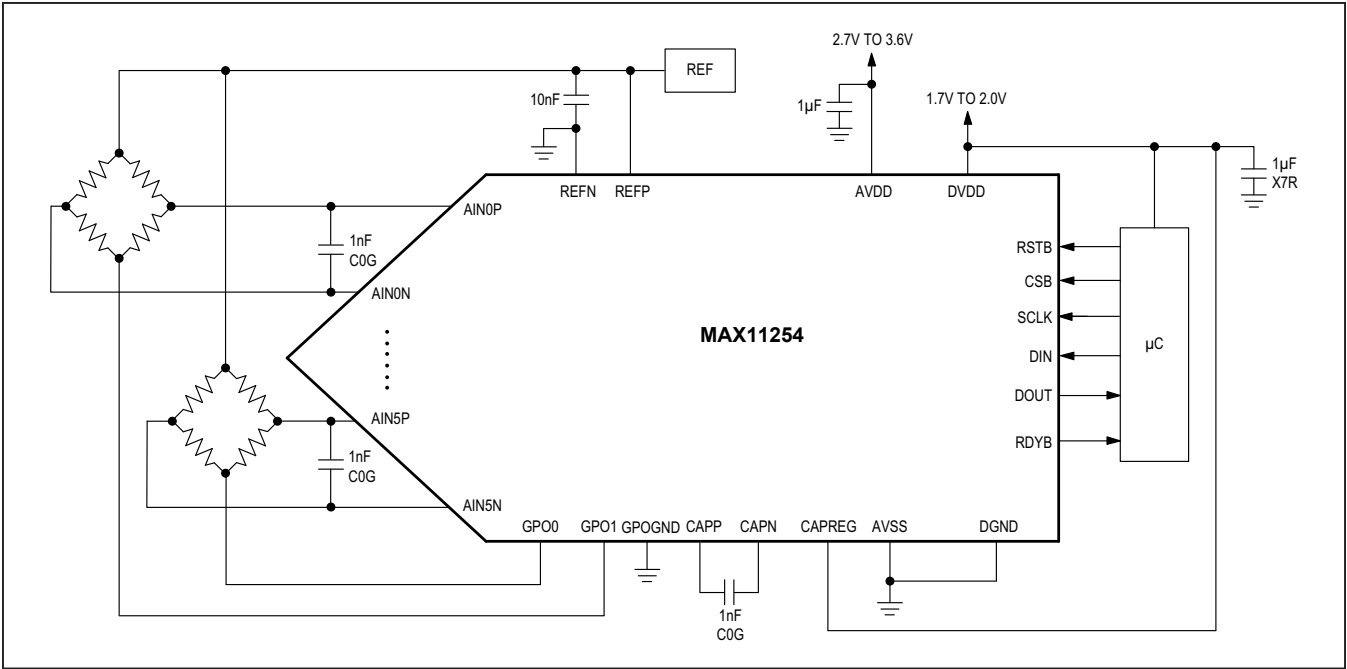 2.7V TO 3.6V
REF
10nF
1µF
1.7V TO 2.0V
1µF
X7R
REFN
REFP
AVDD
DVDD
AIN0P
1nF
C0G
AIN0N
RSTB
CSB
SCLK
DIN
DOUT
RDYB
µC
MAX11254
AIN5P
1nF
C0G
AIN5N
GPO0
GPO1
GPOGND
CAPP
CAPN
CAPREG
AVSS
DGND
1nF
C0G